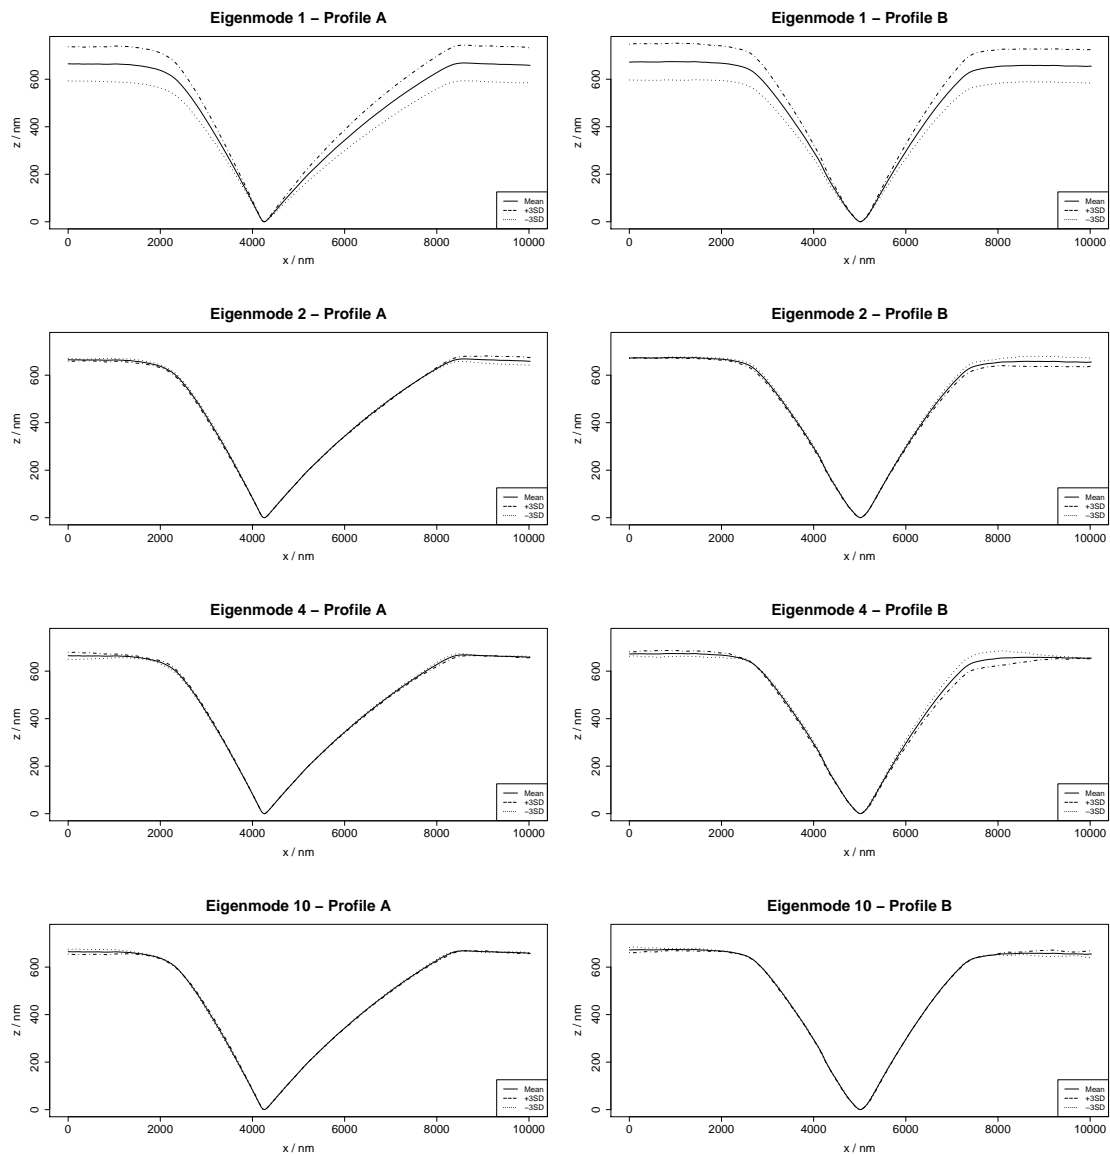 Eigenmode 1 – Profile A
z / nm
0 200 400 600
0 2000 4000 6000 8000 10000
x / nm
Mean
+3SD
−3SD
Eigenmode 1 – Profile B
z / nm
0 200 400 600
0 2000 4000 6000 8000 10000
x / nm
Mean
+3SD
−3SD
Eigenmode 2 – Profile A
z / nm
0 200 400 600
0 2000 4000 6000 8000 10000
x / nm
Mean
+3SD
−3SD
Eigenmode 2 – Profile B
z / nm
0 200 400 600
0 2000 4000 6000 8000 10000
x / nm
Mean
+3SD
−3SD
Eigenmode 4 – Profile A
z / nm
0 200 400 600
0 2000 4000 6000 8000 10000
x / nm
Mean
+3SD
−3SD
Eigenmode 4 – Profile B
z / nm
0 200 400 600
0 2000 4000 6000 8000 10000
x / nm
Mean
+3SD
−3SD
Eigenmode 10 – Profile A
z / nm
0 200 400 600
0 2000 4000 6000 8000 10000
x / nm
Mean
+3SD
−3SD
Eigenmode 10 – Profile B
z / nm
0 200 400 600
0 2000 4000 6000 8000 10000
x / nm
Mean
+3SD
−3SD